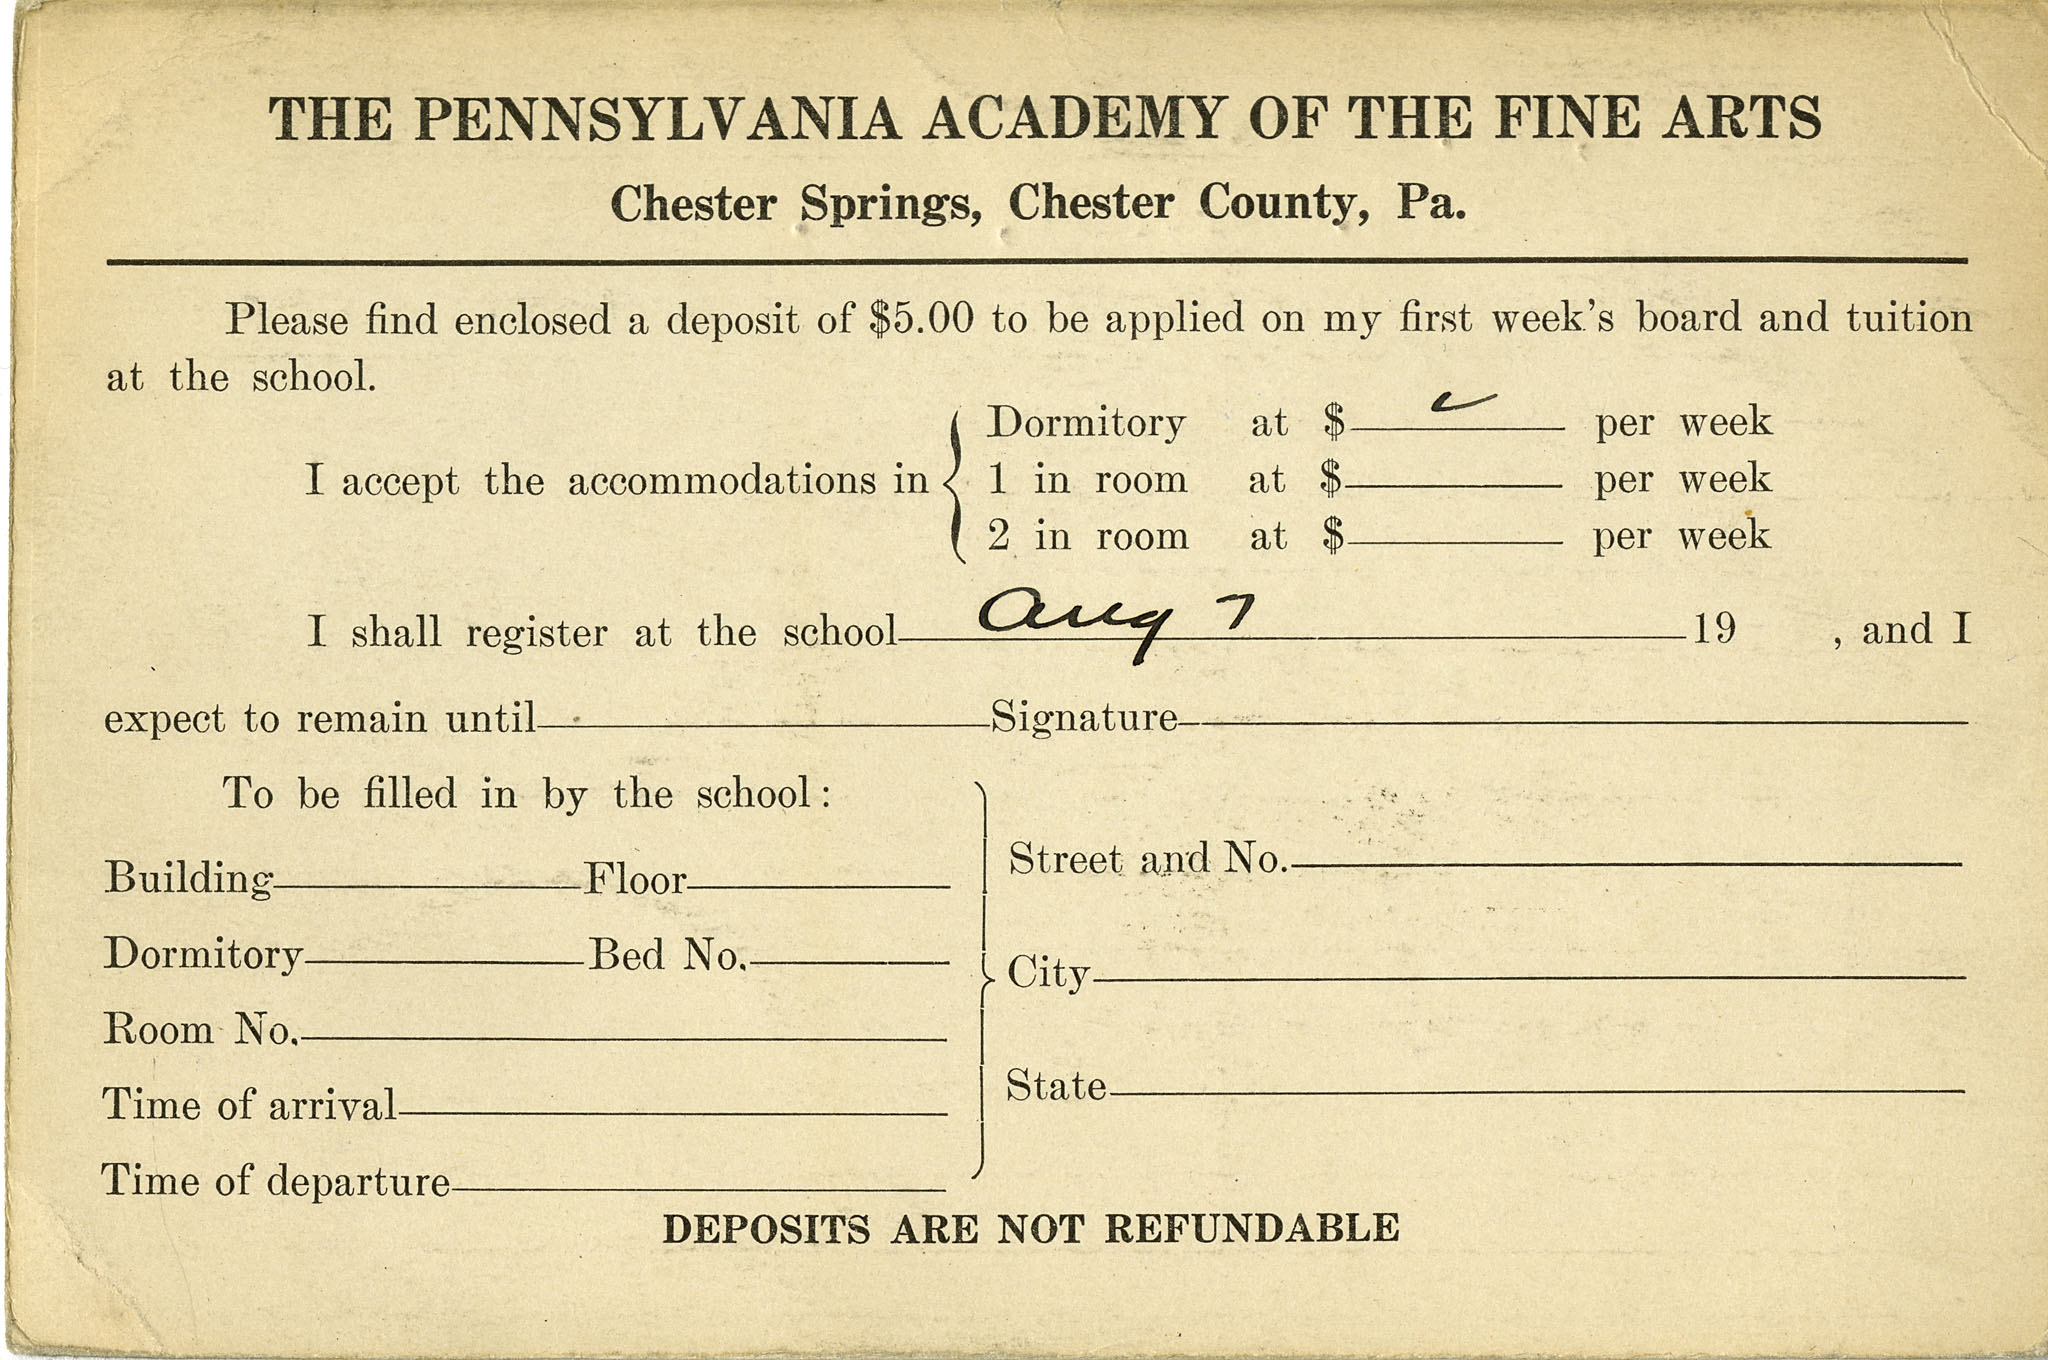 THE PENNSYLVANIA ACADEMY OF THE FINE ARTS
Chester Springs, Chester County, Pa.
Please find enclosed a deposit of $5.00 to be applied on my first week's board and tuition
at the school.
I accept the accommodations in
Dormitory at $ ✓ per week
1 in room at $ per week
2 in room at $ per week
I shall register at the school Aug 7 19 , and I
expect to remain until Signature
To be filled in by the school:
Building Floor
Dormitory Bed No.
Room No.
Time of arrival
Time of departure
Street and No.
City
State
DEPOSITS ARE NOT REFUNDABLE